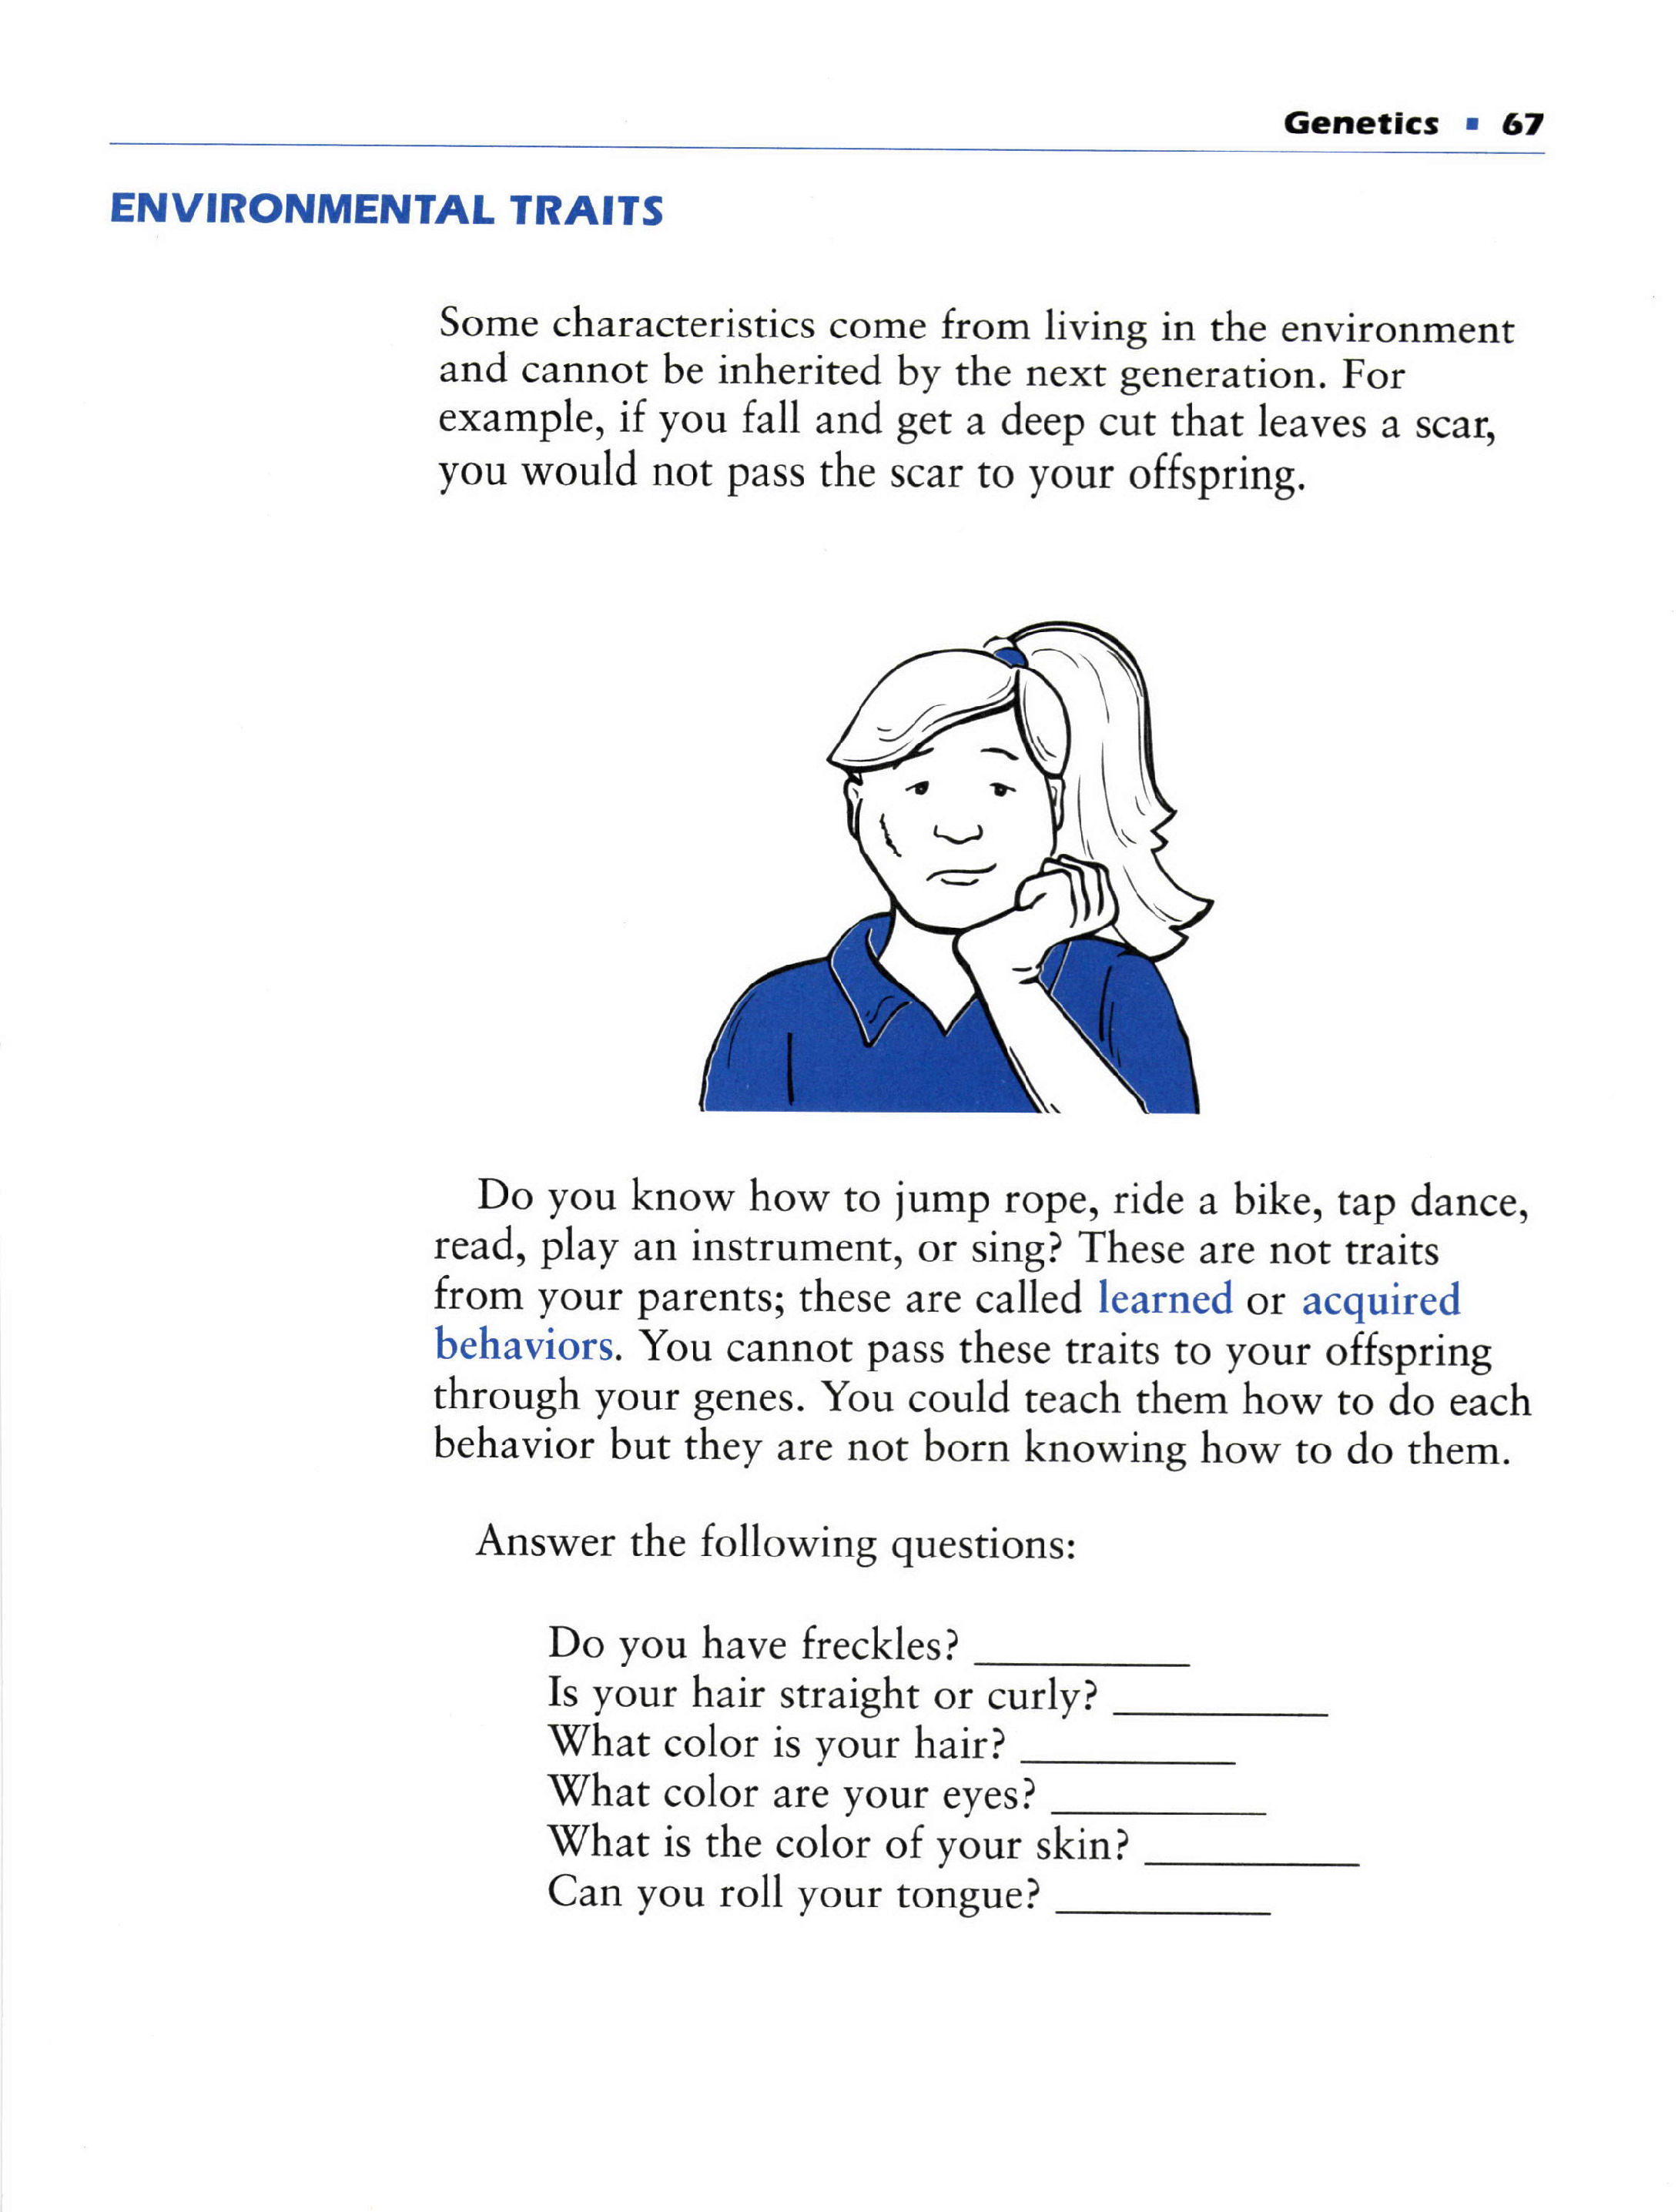 Genetics ▪ 67
ENVIRONMENTAL TRAITS
Some characteristics come from living in the environment
and cannot be inherited by the next generation. For
example, if you fall and get a deep cut that leaves a scar,
you would not pass the scar to your offspring.
Do you know how to jump rope, ride a bike, tap dance,
read, play an instrument, or sing? These are not traits
from your parents; these are called learned or acquired
behaviors. You cannot pass these traits to your offspring
through your genes. You could teach them how to do each
behavior but they are not born knowing how to do them.
Answer the following questions:
Do you have freckles? __________
Is your hair straight or curly? __________
What color is your hair? __________
What color are your eyes? __________
What is the color of your skin? __________
Can you roll your tongue? __________